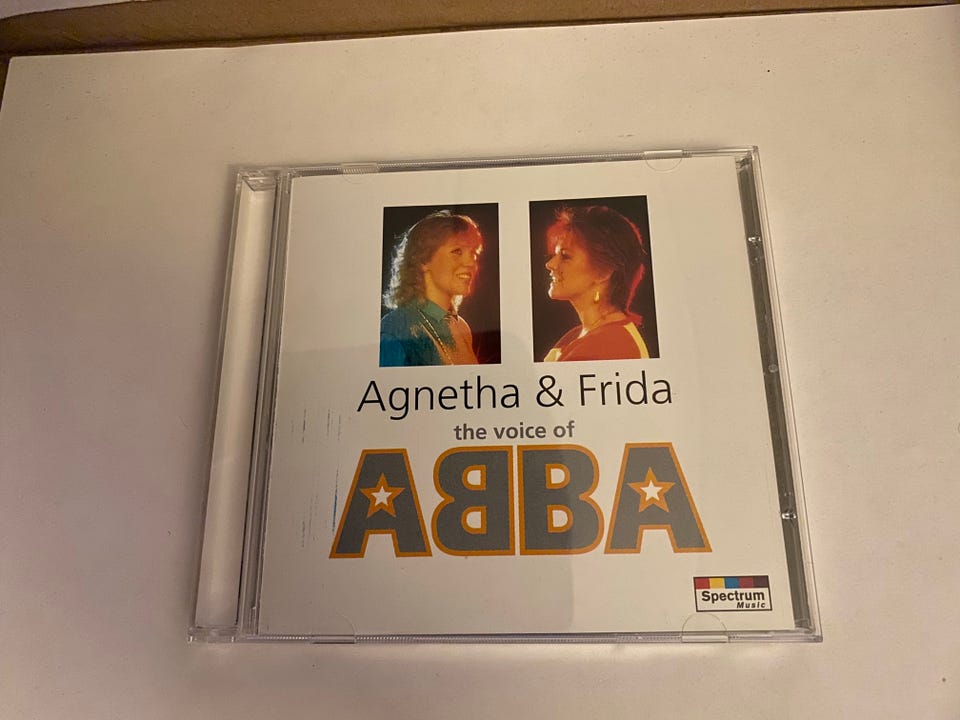 Agnetha & Frida
the voice of
ABBA
Spectrum
Music